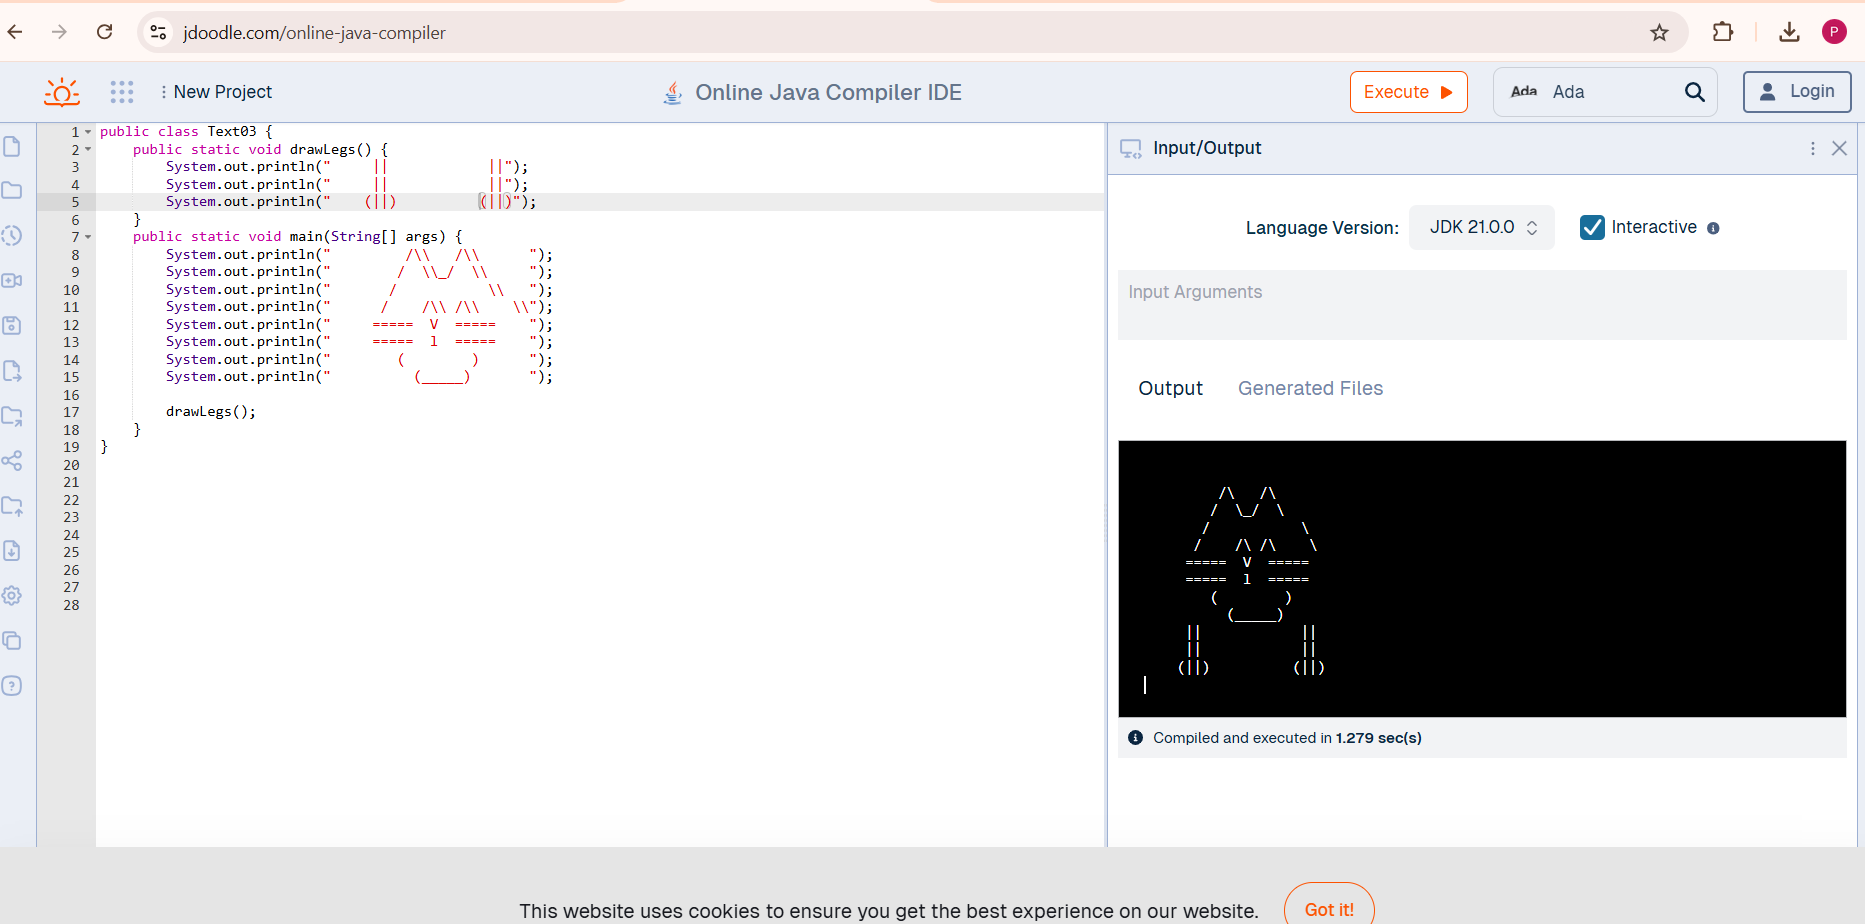 jdoodle.com/online-java-compiler
P
New Project
Online Java Compiler IDE
Execute
Ada Ada
Login
1 public class Text03 {
2     public static void drawLegs() {
3         System.out.println("     ||            ||");
4         System.out.println("     ||            ||");
5         System.out.println("    (||)          (||)");
6     }
7     public static void main(String[] args) {
8         System.out.println("         /\\   /\\      ");
9         System.out.println("        /  \\_/  \\     ");
10         System.out.println("       /           \\   ");
11         System.out.println("      /    /\\ /\\    \\");
12         System.out.println("     =====  V  =====    ");
13         System.out.println("     =====  l  =====    ");
14         System.out.println("        (        )      ");
15         System.out.println("          (_____)       ");
16
17         drawLegs();
18     }
19 }
20
21
22
23
24
25
26
27
28
Input/Output
Language Version: JDK 21.0.0 Interactive
Input Arguments
Output Generated Files
         /\   /\
        /  \_/  \
       /           \
      /    /\ /\    \
     =====  V  =====
     =====  l  =====
        (        )
          (_____)
     ||            ||
     ||            ||
    (||)          (||)
Compiled and executed in 1.279 sec(s)
This website uses cookies to ensure you get the best experience on our website. Got it!